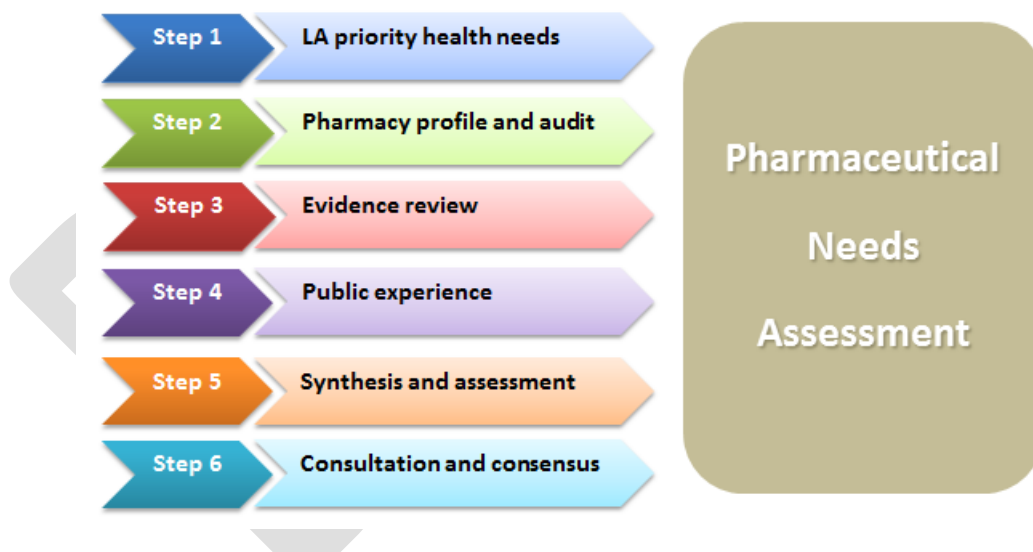 Step 1 LA priority health needs
Step 2 Pharmacy profile and audit
Step 3 Evidence review
Step 4 Public experience
Step 5 Synthesis and assessment
Step 6 Consultation and consensus
Pharmaceutical
Needs
Assessment